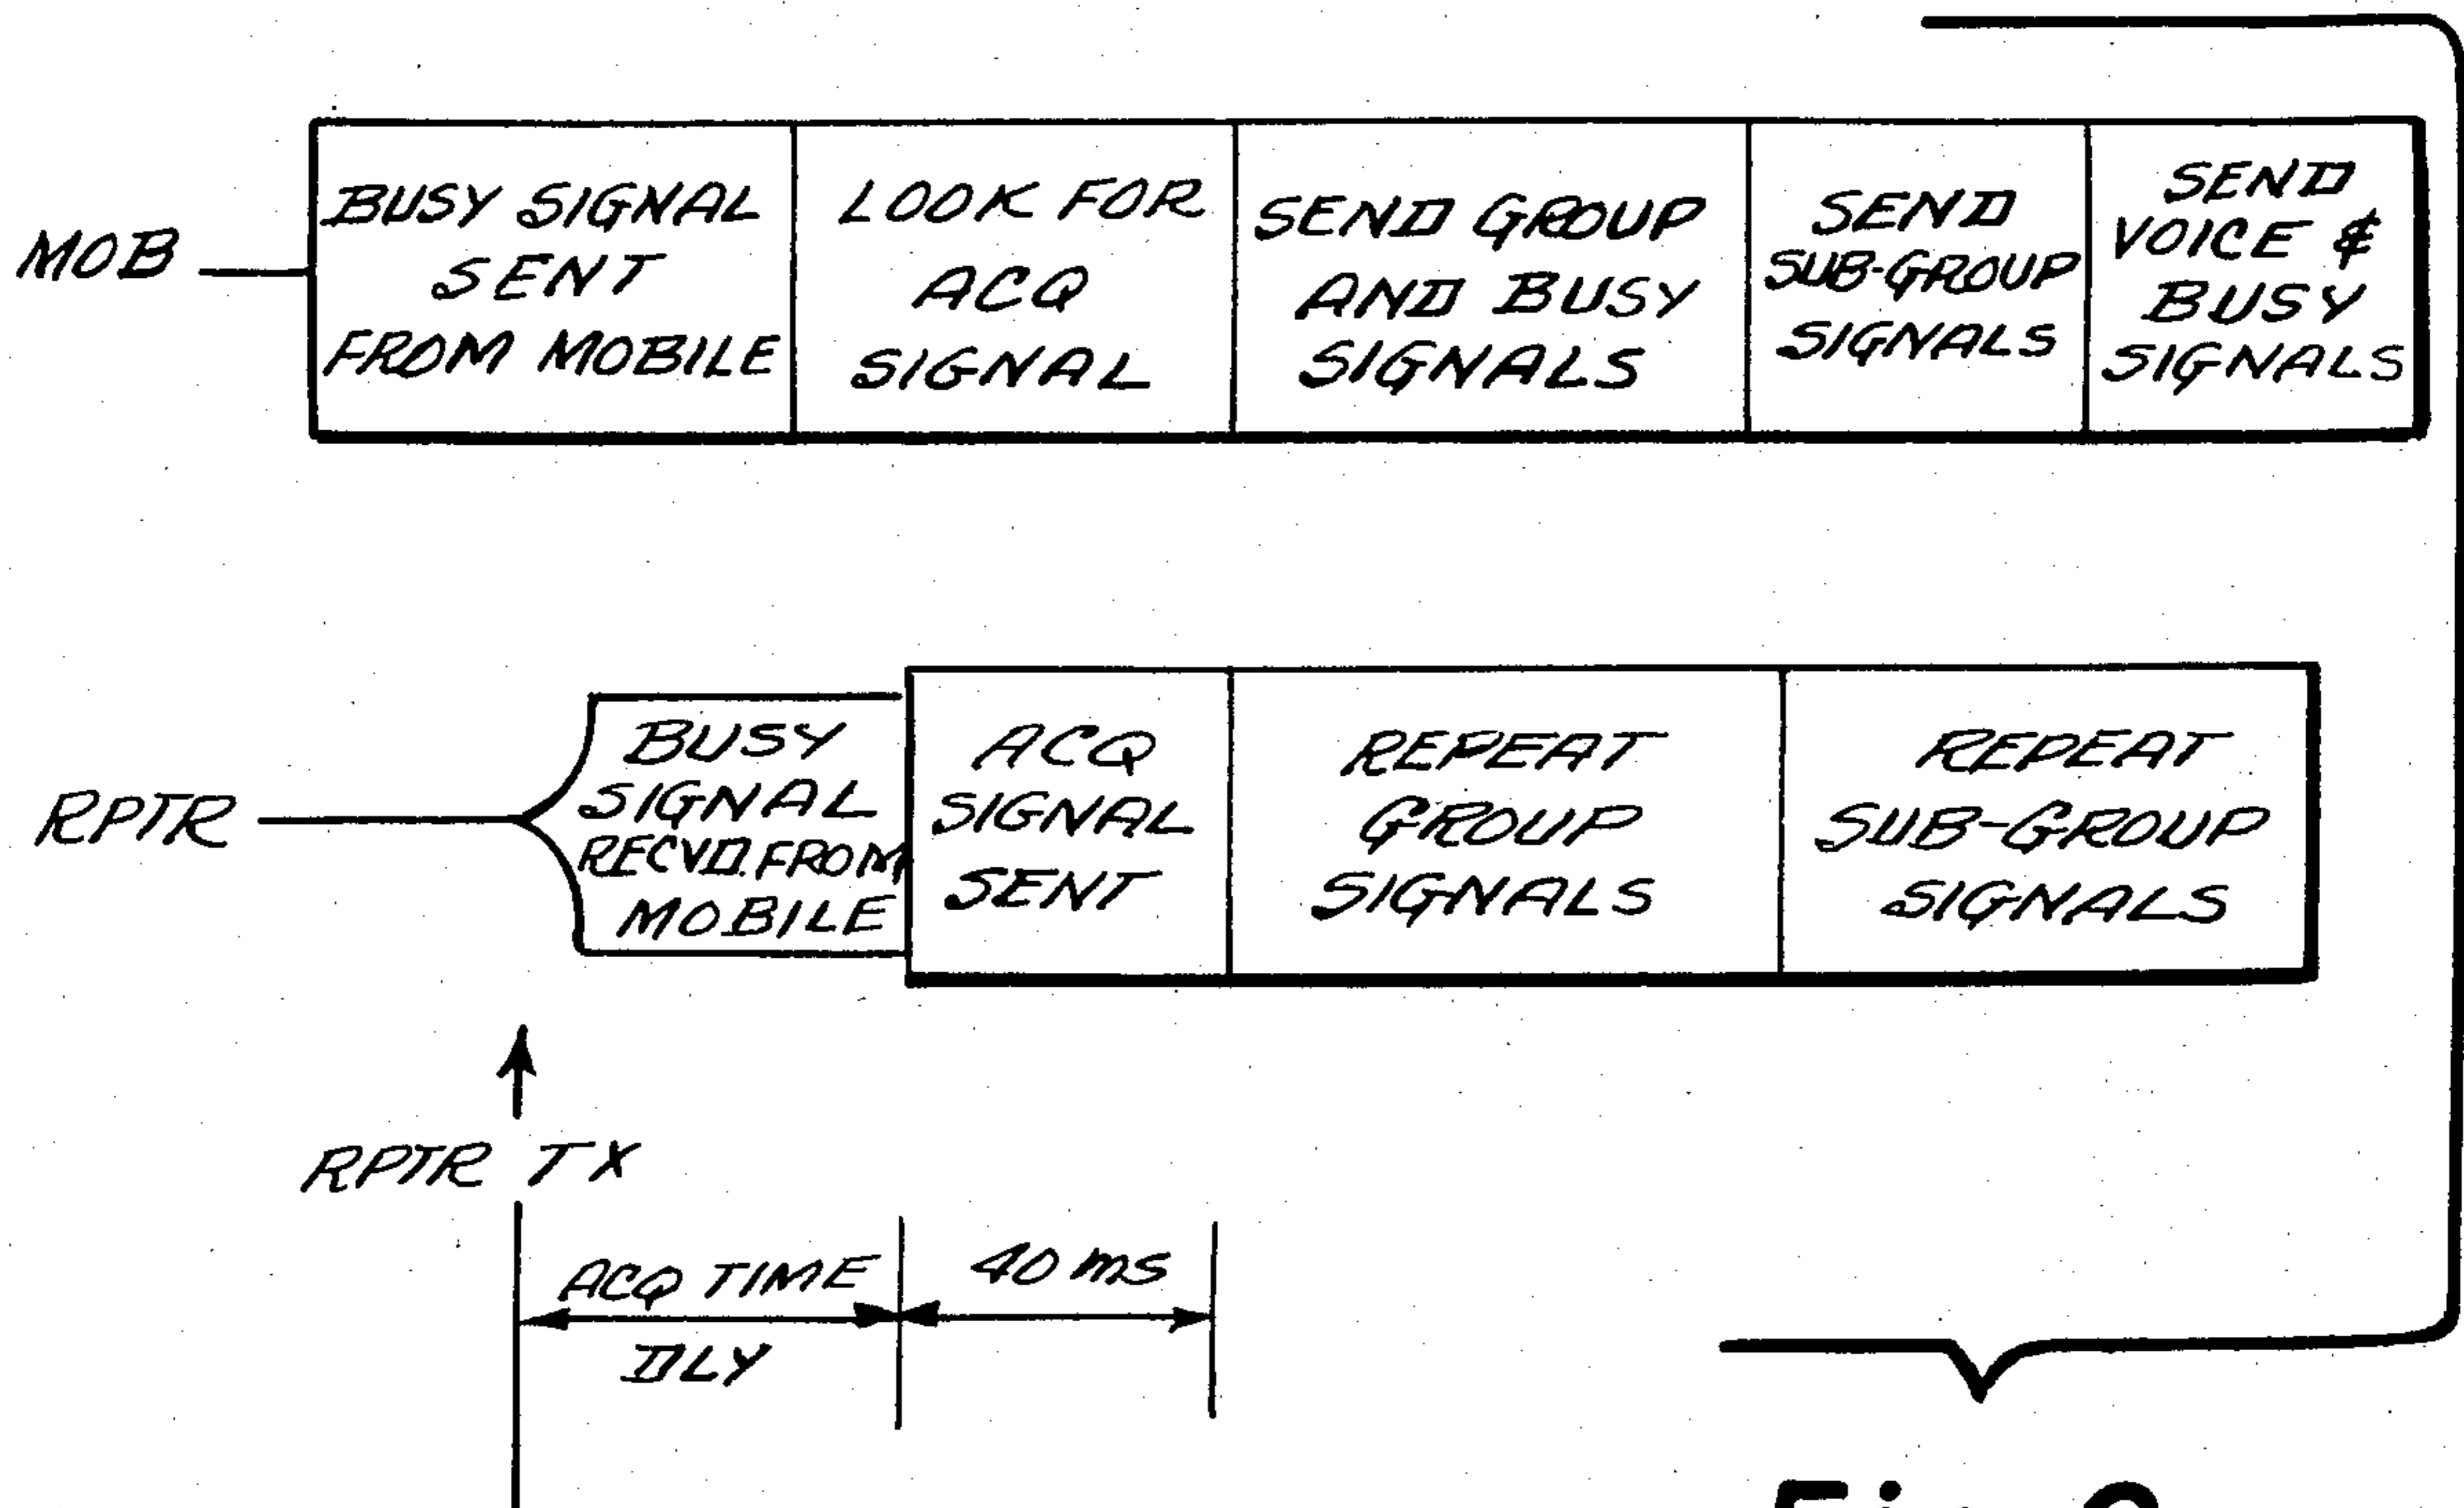 MOB
BUSY SIGNAL
SENT
FROM MOBILE
LOOK FOR
ACQ
SIGNAL
SEND GROUP
AND BUSY
SIGNALS
SEND
SUB-GROUP
SIGNALS
SEND
VOICE &
BUSY
SIGNALS
RPTR
BUSY
SIGNAL
RECVD. FROM
MOBILE
ACQ
SIGNAL
SENT
REPEAT
GROUP
SIGNALS
REPEAT
SUB-GROUP
SIGNALS
RPTR TX
ACQ TIME
DLY
40 ms